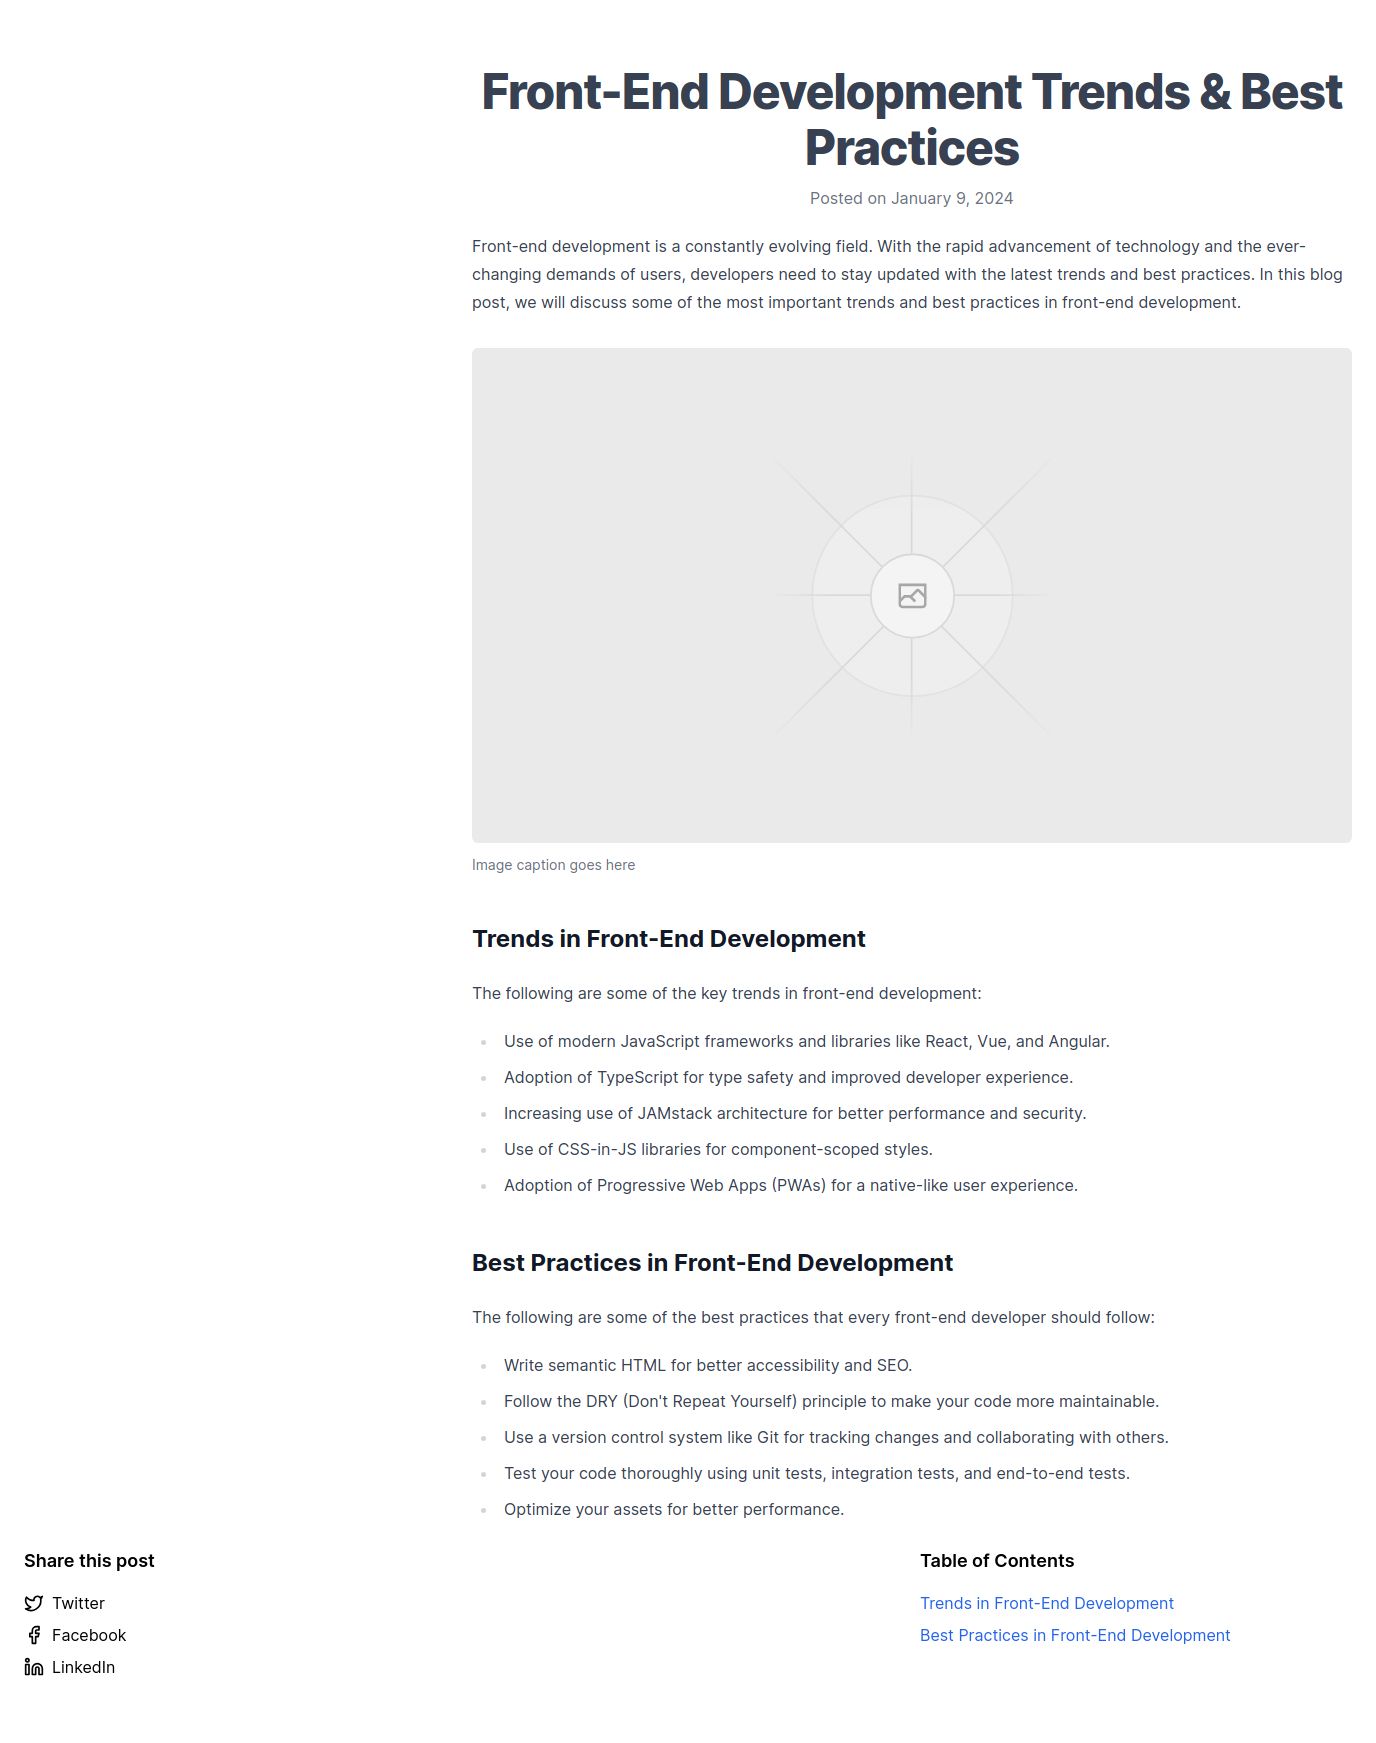 Front-End Development Trends & Best
Practices
Posted on January 9, 2024
Front-end development is a constantly evolving field. With the rapid advancement of technology and the ever-
changing demands of users, developers need to stay updated with the latest trends and best practices. In this blog
post, we will discuss some of the most important trends and best practices in front-end development.
Image caption goes here
Trends in Front-End Development
The following are some of the key trends in front-end development:
Use of modern JavaScript frameworks and libraries like React, Vue, and Angular.
Adoption of TypeScript for type safety and improved developer experience.
Increasing use of JAMstack architecture for better performance and security.
Use of CSS-in-JS libraries for component-scoped styles.
Adoption of Progressive Web Apps (PWAs) for a native-like user experience.
Best Practices in Front-End Development
The following are some of the best practices that every front-end developer should follow:
Write semantic HTML for better accessibility and SEO.
Follow the DRY (Don't Repeat Yourself) principle to make your code more maintainable.
Use a version control system like Git for tracking changes and collaborating with others.
Test your code thoroughly using unit tests, integration tests, and end-to-end tests.
Optimize your assets for better performance.
Share this post
Twitter
Facebook
LinkedIn
Table of Contents
Trends in Front-End Development
Best Practices in Front-End Development